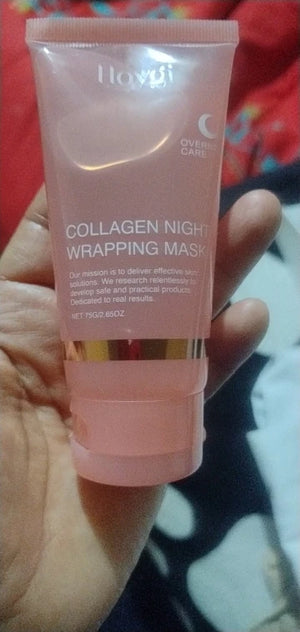 OVERNI
CARE
COLLAGEN NIGHT
WRAPPING MASK
Our mission is to deliver effective skin
solutions. We research relentlessly to
develop safe and practical products.
Dedicated to real results.
NET 75G/2.65OZ